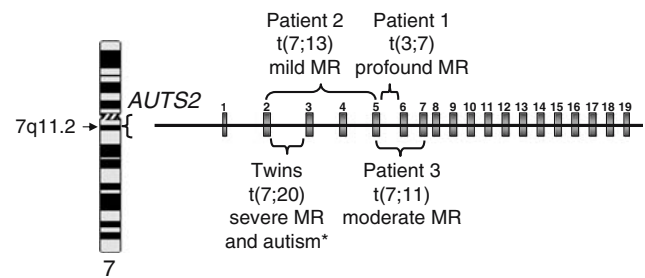 Patient 2
t(7;13)
mild MR
Patient 1
t(3;7)
profound MR
AUTS2
7q11.2
1 2 3 4 5 6 7 8 9 10 11 12 13 14 15 16 17 18 19
Twins
t(7;20)
severe MR
and autism*
Patient 3
t(7;11)
moderate MR
7